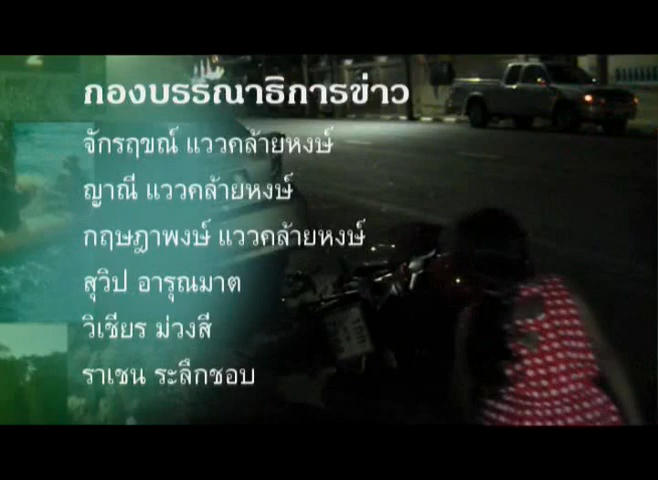 กองบรรณาธิการข่าว
จักรฤขณ์ แววคล้ายหงษ์
ญาณี แววคล้ายหงษ์
กฤษฎาพงษ์ แววคล้ายหงษ์
สุวิป อารุณมาต
วิเชียร ม่วงสี
ราเชน ระลึกชอบ